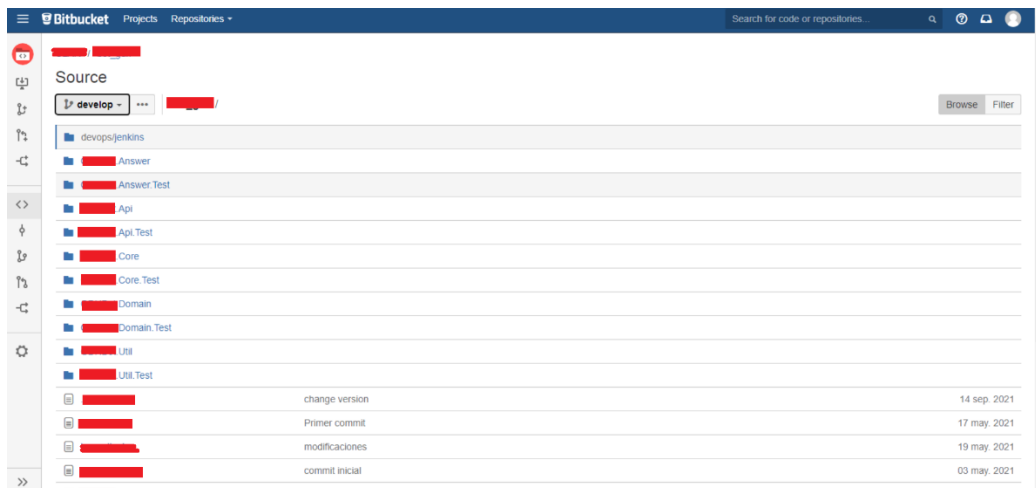 Bitbucket Projects Repositories Search for code or repositories...
/
Source
develop ... /
Browse Filter
devops/jenkins
.Answer
.Answer.Test
.Api
.Api.Test
.Core
.Core.Test
.Domain
.Domain.Test
.Util
.Util.Test
change version 14 sep. 2021
Primer commit 17 may. 2021
modificaciones 19 may. 2021
commit inicial 03 may. 2021